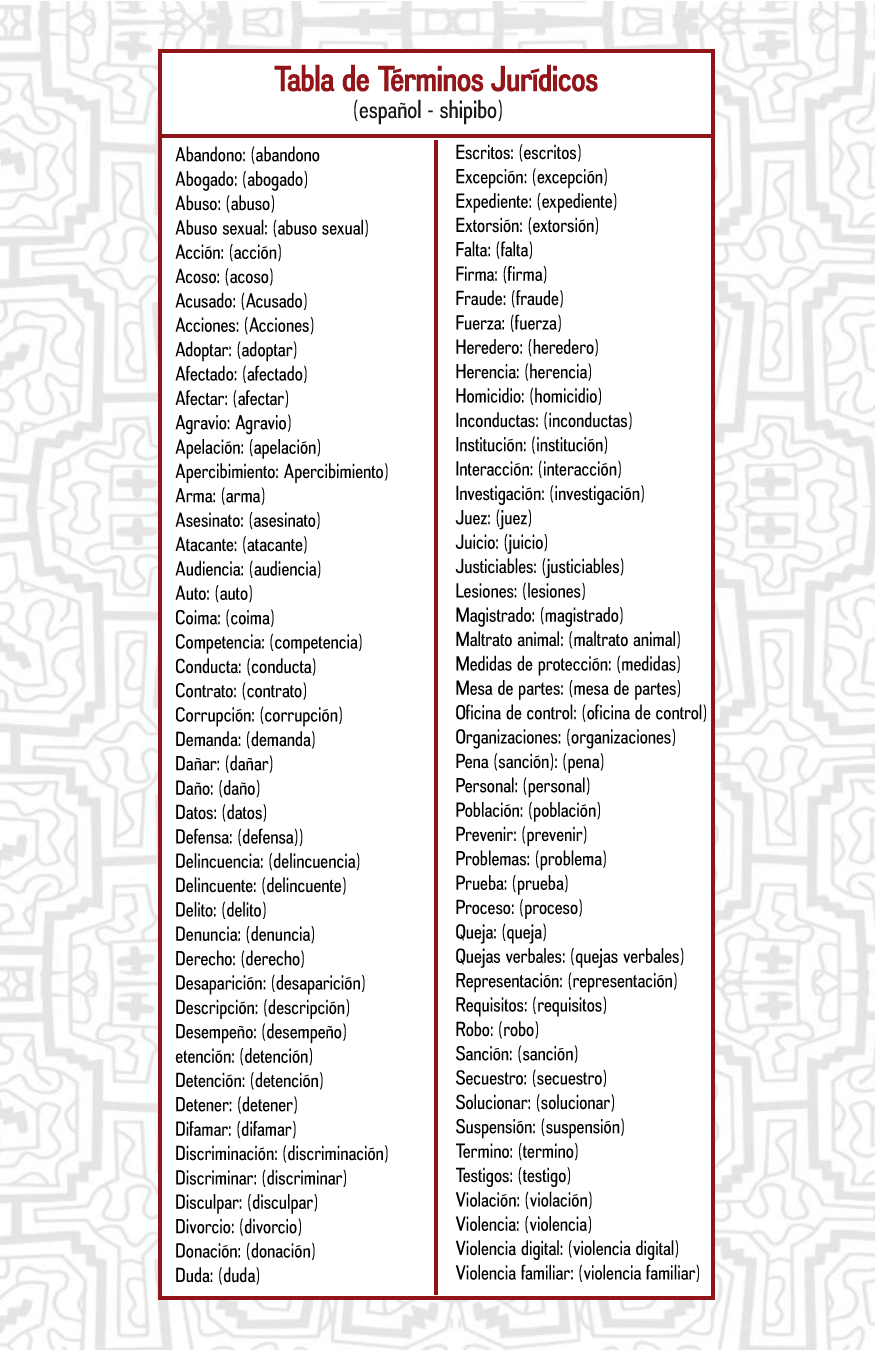 Tabla de Términos Jurídicos
(español - shipibo)
Abandono: (abandono
Abogado: (abogado)
Abuso: (abuso)
Abuso sexual: (abuso sexual)
Acción: (acción)
Acoso: (acoso)
Acusado: (Acusado)
Acciones: (Acciones)
Adoptar: (adoptar)
Afectado: (afectado)
Afectar: (afectar)
Agravio: Agravio)
Apelación: (apelación)
Apercibimiento: Apercibimiento)
Arma: (arma)
Asesinato: (asesinato)
Atacante: (atacante)
Audiencia: (audiencia)
Auto: (auto)
Coima: (coima)
Competencia: (competencia)
Conducta: (conducta)
Contrato: (contrato)
Corrupción: (corrupción)
Demanda: (demanda)
Dañar: (dañar)
Daño: (daño)
Datos: (datos)
Defensa: (defensa))
Delincuencia: (delincuencia)
Delincuente: (delincuente)
Delito: (delito)
Denuncia: (denuncia)
Derecho: (derecho)
Desaparición: (desaparición)
Descripción: (descripción)
Desempeño: (desempeño)
etención: (detención)
Detención: (detención)
Detener: (detener)
Difamar: (difamar)
Discriminación: (discriminación)
Discriminar: (discriminar)
Disculpar: (disculpar)
Divorcio: (divorcio)
Donación: (donación)
Duda: (duda)
Escritos: (escritos)
Excepción: (excepción)
Expediente: (expediente)
Extorsión: (extorsión)
Falta: (falta)
Firma: (firma)
Fraude: (fraude)
Fuerza: (fuerza)
Heredero: (heredero)
Herencia: (herencia)
Homicidio: (homicidio)
Inconductas: (inconductas)
Institución: (institución)
Interacción: (interacción)
Investigación: (investigación)
Juez: (juez)
Juicio: (juicio)
Justiciables: (justiciables)
Lesiones: (lesiones)
Magistrado: (magistrado)
Maltrato animal: (maltrato animal)
Medidas de protección: (medidas)
Mesa de partes: (mesa de partes)
Oficina de control: (oficina de control)
Organizaciones: (organizaciones)
Pena (sanción): (pena)
Personal: (personal)
Población: (población)
Prevenir: (prevenir)
Problemas: (problema)
Prueba: (prueba)
Proceso: (proceso)
Queja: (queja)
Quejas verbales: (quejas verbales)
Representación: (representación)
Requisitos: (requisitos)
Robo: (robo)
Sanción: (sanción)
Secuestro: (secuestro)
Solucionar: (solucionar)
Suspensión: (suspensión)
Termino: (termino)
Testigos: (testigo)
Violación: (violación)
Violencia: (violencia)
Violencia digital: (violencia digital)
Violencia familiar: (violencia familiar)